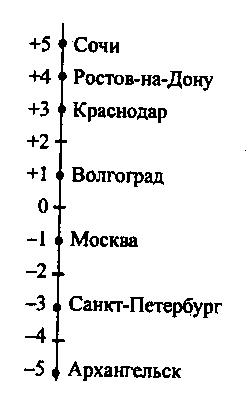 +5 Сочи
+4 Ростов-на-Дону
+3 Краснодар
+2
+1 Волгоград
0
−1 Москва
−2
−3 Санкт-Петербург
−4
−5 Архангельск